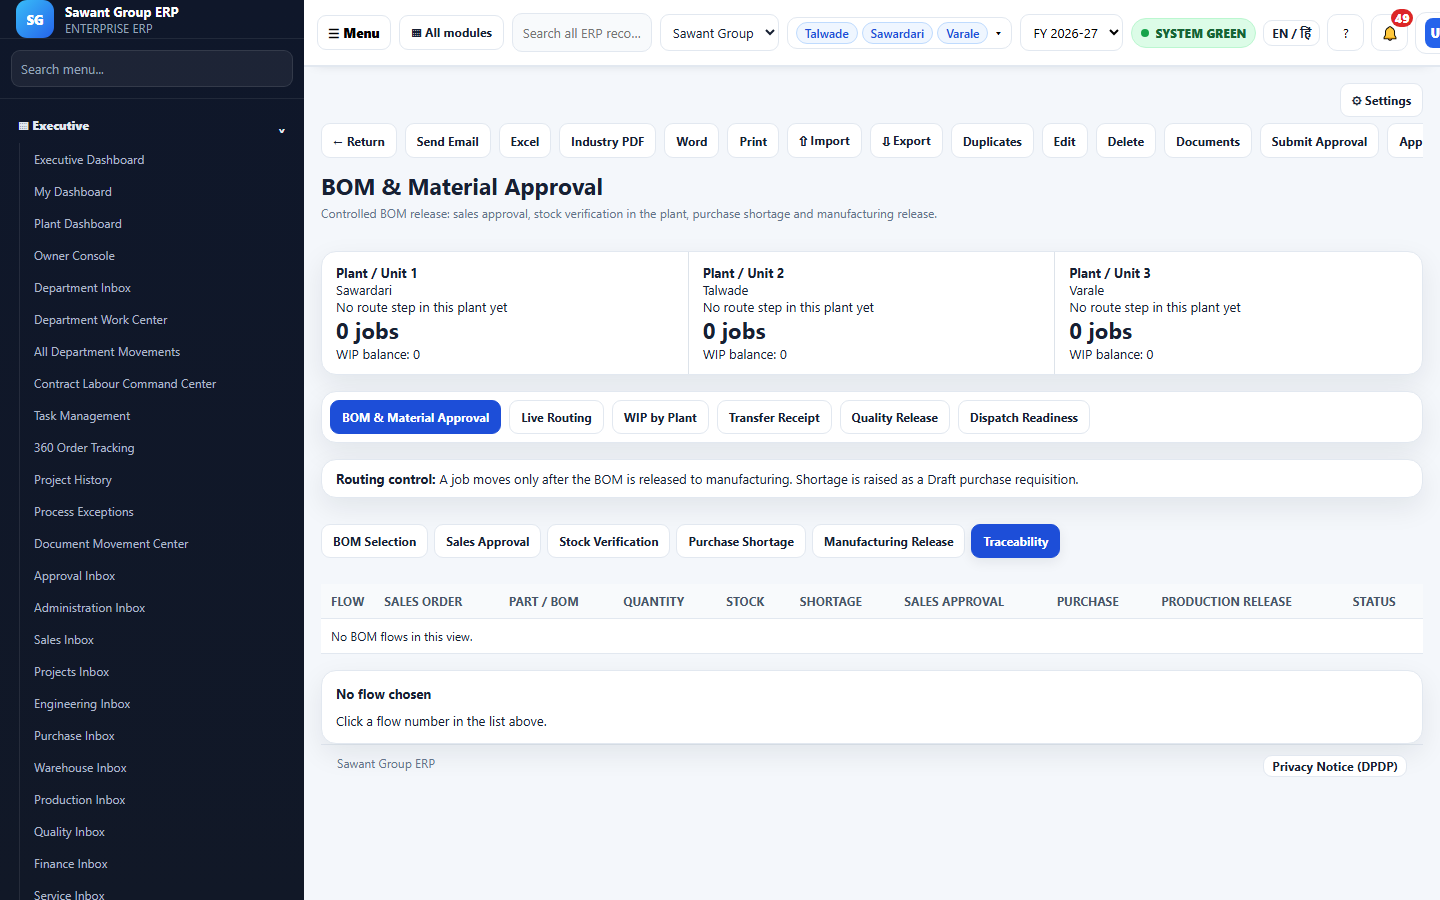 SG
Sawant Group ERP
ENTERPRISE ERP
Search menu...
Executive
Executive Dashboard
My Dashboard
Plant Dashboard
Owner Console
Department Inbox
Department Work Center
All Department Movements
Contract Labour Command Center
Task Management
360 Order Tracking
Project History
Process Exceptions
Document Movement Center
Approval Inbox
Administration Inbox
Sales Inbox
Projects Inbox
Engineering Inbox
Purchase Inbox
Warehouse Inbox
Production Inbox
Quality Inbox
Finance Inbox
Service Inbox
☰ Menu
All modules
Search all ERP reco...
Sawant Group
Talwade Sawardari Varale
FY 2026-27
SYSTEM GREEN
EN / हिं
?
49
U
⚙ Settings
← Return Send Email Excel Industry PDF Word Print ⇧ Import ⇩ Export Duplicates Edit Delete Documents Submit Approval App
BOM & Material Approval
Controlled BOM release: sales approval, stock verification in the plant, purchase shortage and manufacturing release.
Plant / Unit 1
Sawardari
No route step in this plant yet
0 jobs
WIP balance: 0
Plant / Unit 2
Talwade
No route step in this plant yet
0 jobs
WIP balance: 0
Plant / Unit 3
Varale
No route step in this plant yet
0 jobs
WIP balance: 0
BOM & Material Approval Live Routing WIP by Plant Transfer Receipt Quality Release Dispatch Readiness
Routing control: A job moves only after the BOM is released to manufacturing. Shortage is raised as a Draft purchase requisition.
BOM Selection Sales Approval Stock Verification Purchase Shortage Manufacturing Release Traceability
FLOW SALES ORDER PART / BOM QUANTITY STOCK SHORTAGE SALES APPROVAL PURCHASE PRODUCTION RELEASE STATUS
No BOM flows in this view.
No flow chosen
Click a flow number in the list above.
Sawant Group ERP
Privacy Notice (DPDP)